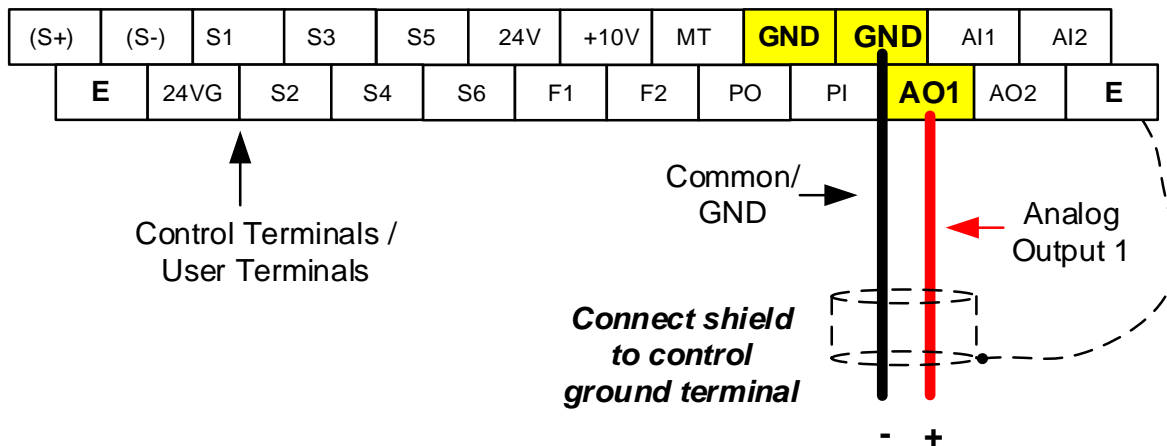 (S+) (S-) S1 S3 S5 24V +10V MT GND GND AI1 AI2
E 24VG S2 S4 S6 F1 F2 PO PI AO1 AO2 E
Common/
GND
Control Terminals /
User Terminals
Analog
Output 1
Connect shield
to control
ground terminal
- +